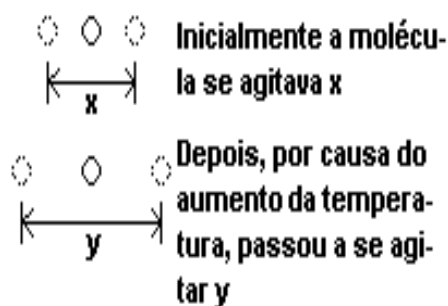 Inicialmente a molécu-
la se agitava x
x
Depois, por causa do
aumento da tempera-
tura, passou a se agi-
tar y
y